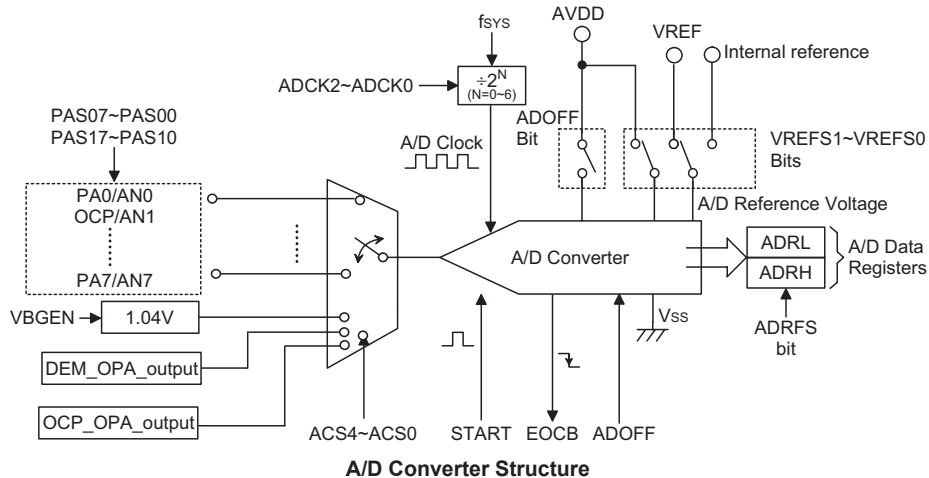 fSYS
AVDD
VREF
Internal reference
ADCK2~ADCK0
÷2^N
(N=0~6)
ADOFF
Bit
PAS07~PAS00
PAS17~PAS10
A/D Clock
VREFS1~VREFS0
Bits
PA0/AN0
OCP/AN1
PA7/AN7
A/D Reference Voltage
A/D Converter
ADRL
ADRH
A/D Data
Registers
VBGEN
1.04V
VSS
ADRFS
bit
DEM_OPA_output
OCP_OPA_output
ACS4~ACS0
START
EOCB
ADOFF
A/D Converter Structure